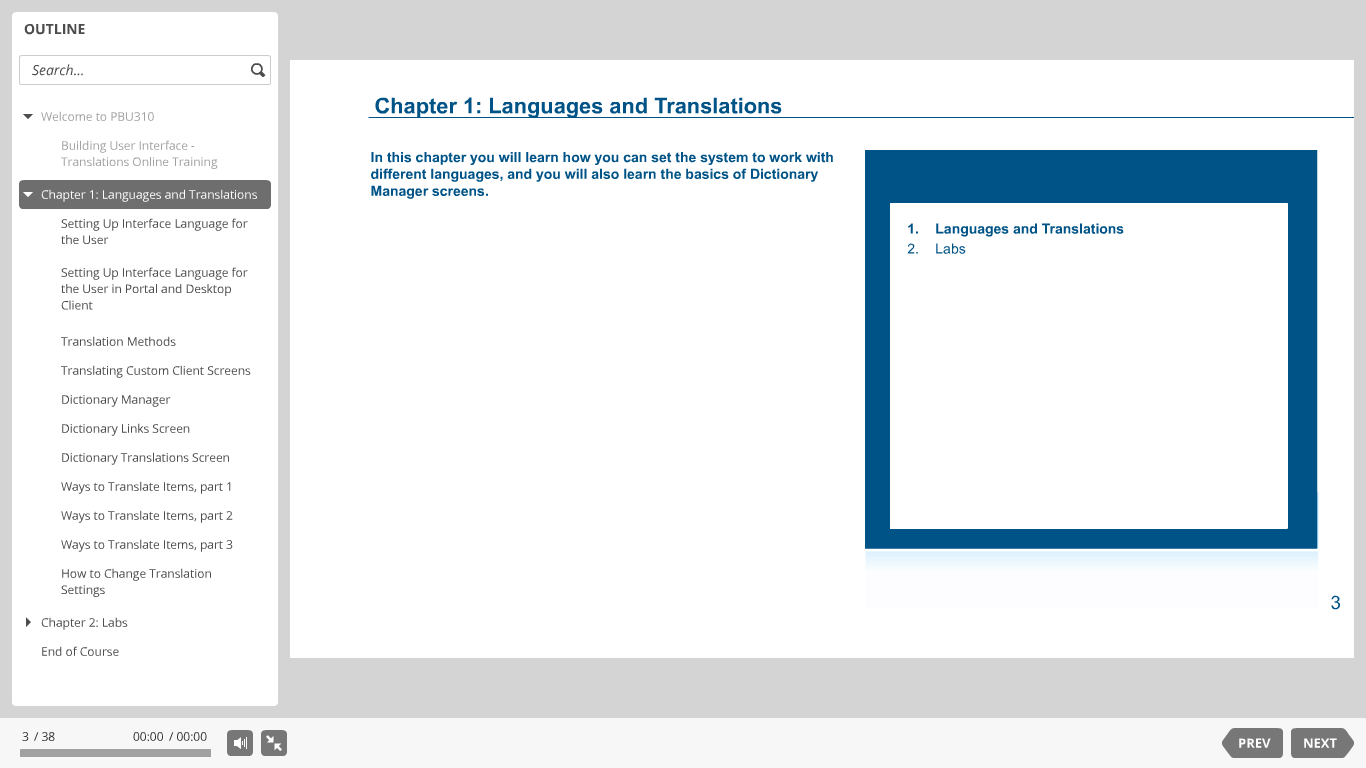 OUTLINE
Search...
Welcome to PBU310
Building User Interface -
Translations Online Training
Chapter 1: Languages and Translations
Setting Up Interface Language for
the User
Setting Up Interface Language for
the User in Portal and Desktop
Client
Translation Methods
Translating Custom Client Screens
Dictionary Manager
Dictionary Links Screen
Dictionary Translations Screen
Ways to Translate Items, part 1
Ways to Translate Items, part 2
Ways to Translate Items, part 3
How to Change Translation
Settings
Chapter 2: Labs
End of Course
Chapter 1: Languages and Translations
In this chapter you will learn how you can set the system to work with
different languages, and you will also learn the basics of Dictionary
Manager screens.
1. Languages and Translations
2. Labs
3
3 / 38 00:00 / 00:00
PREV NEXT